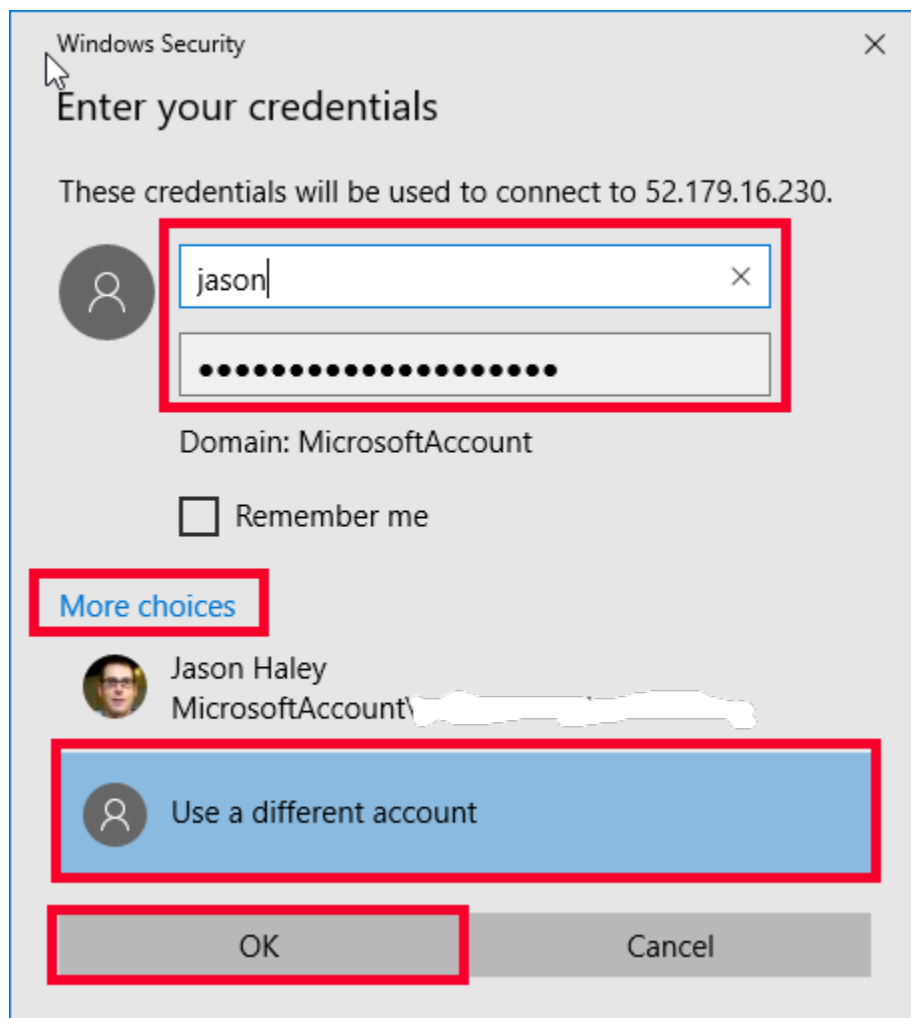 Windows Security
Enter your credentials
These credentials will be used to connect to 52.179.16.230.
jason
●●●●●●●●●●●●●●●●●●●●
Domain: MicrosoftAccount
Remember me
More choices
Jason Haley
MicrosoftAccount\
Use a different account
OK
Cancel